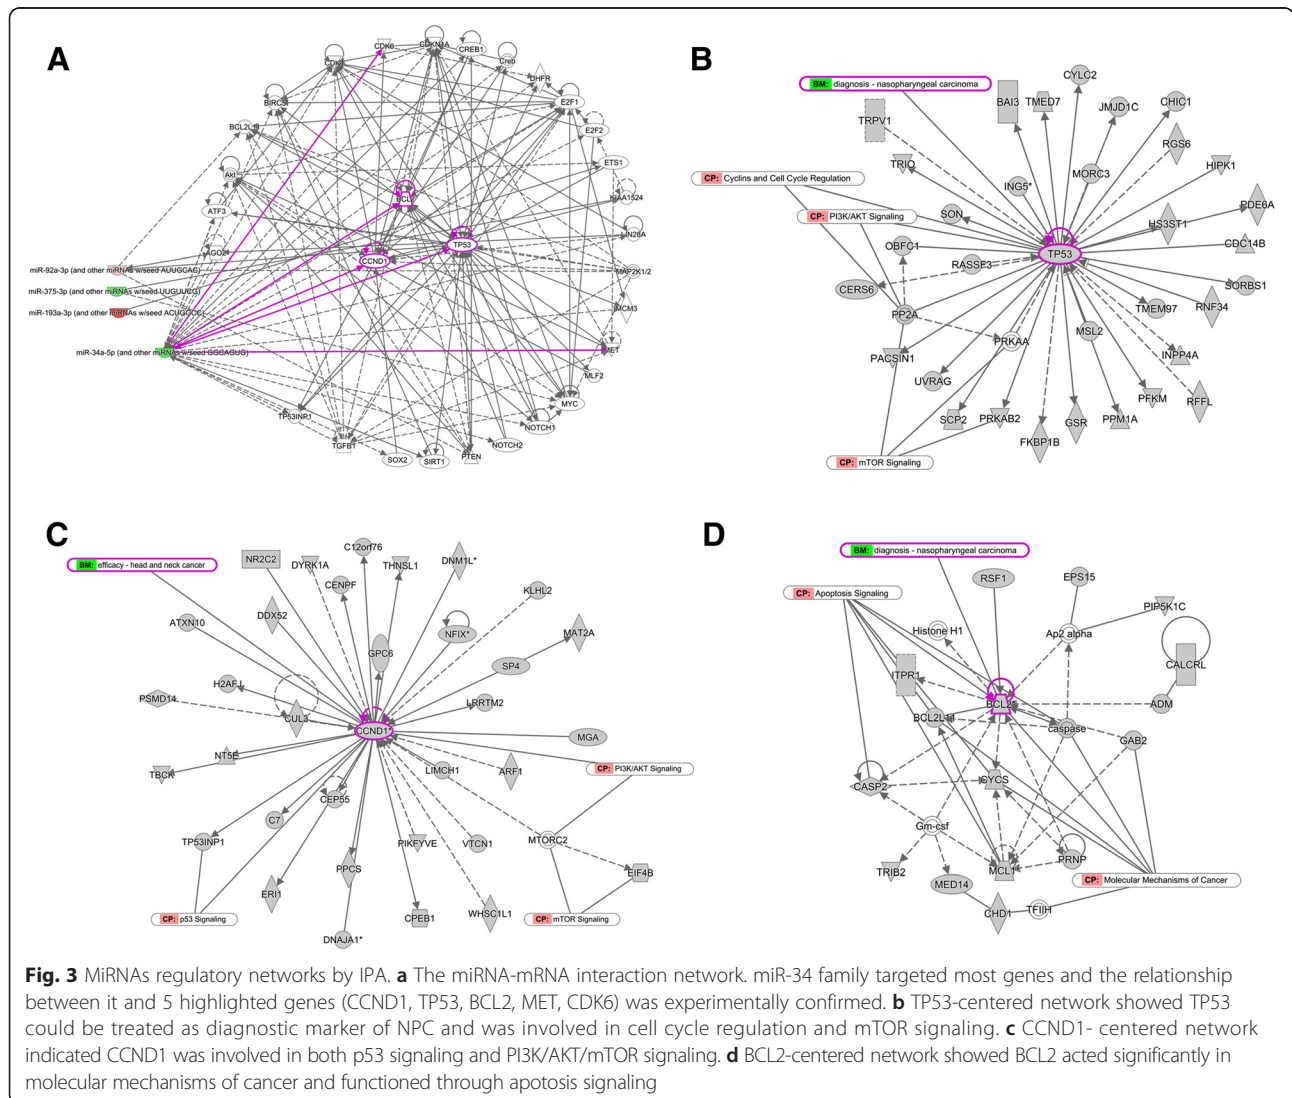 A
CDK6
CDKN1A
CREB1
Creb
DHFR
E2F1
E2F2
ETS1
KIAA1524
LIN28A
MAP2K1/2
MCM3
MET
MLF2
MYC
NOTCH1
NOTCH2
PTEN
SIRT1
SOX2
TGFB1
TP53INP1
BIRC5
BCL2L11
Akt
ATF3
AGO2
BCL2
TP53
CCND1
miR-92a-3p (and other miRNAs w/seed AUUGCAC)
miR-375-3p (and other miRNAs w/seed UUGUUCG)
miR-193a-3p (and other miRNAs w/seed ACUGGCC)
miR-34a-5p (and other miRNAs w/seed GGCAGUG)
B
BM: diagnosis - nasopharyngeal carcinoma
CYLC2
BAI3
TMED7
JMJD1C
CHIC1
TRPV1
RGS6
TRIO
HIPK1
CP: Cyclins and Cell Cycle Regulation
ING5*
MORC3
PDE6A
CP: PI3K/AKT Signaling
SON
HS3ST1
OBFC1
CDC14B
TP53
RASSF3
CERS6
SORBS1
TMEM97
RNF34
PP2A
PRKAA
MSL2
PACSIN1
INPP4A
UVRAG
PFKM
RFFL
SCP2
PRKAB2
GSR
PPM1A
FKBP1B
CP: mTOR Signaling
C
BM: efficacy - head and neck cancer
NR2C2
C12orf76
DYRK1A
THNSL1
DNM1L*
CENPF
KLHL2
DDX52
ATXN10
NFIX*
MAT2A
GPC6
SP4
H2AFJ
PSMD14
LRRTM2
CUL3
CCND1*
MGA
NT5E
TBCK
LIMCH1
ARF1
CP: PI3K/AKT Signaling
CEP55
C7
TP53INP1
PIKFYVE
VTCN1
MTORC2
PPCS
EIF4B
ERI1
CP: p53 Signaling
CPEB1
WHSC1L1
CP: mTOR Signaling
DNAJA1*
D
BM: diagnosis - nasopharyngeal carcinoma
RSF1
EPS15
CP: Apoptosis Signaling
PIP5K1C
Histone H1
Ap2 alpha
CALCRL
ITPR1
BCL2*
ADM
BCL2L11
caspase
GAB2
CASP2
CYCS
Gm-csf
PRNP
TRIB2
MCL1
MED14
CP: Molecular Mechanisms of Cancer
CHD1
TFIIH
Fig. 3 MiRNAs regulatory networks by IPA. a The miRNA-mRNA interaction network. miR-34 family targeted most genes and the relationship
between it and 5 highlighted genes (CCND1, TP53, BCL2, MET, CDK6) was experimentally confirmed. b TP53-centered network showed TP53
could be treated as diagnostic marker of NPC and was involved in cell cycle regulation and mTOR signaling. c CCND1- centered network
indicated CCND1 was involved in both p53 signaling and PI3K/AKT/mTOR signaling. d BCL2-centered network showed BCL2 acted significantly in
molecular mechanisms of cancer and functioned through apotosis signaling